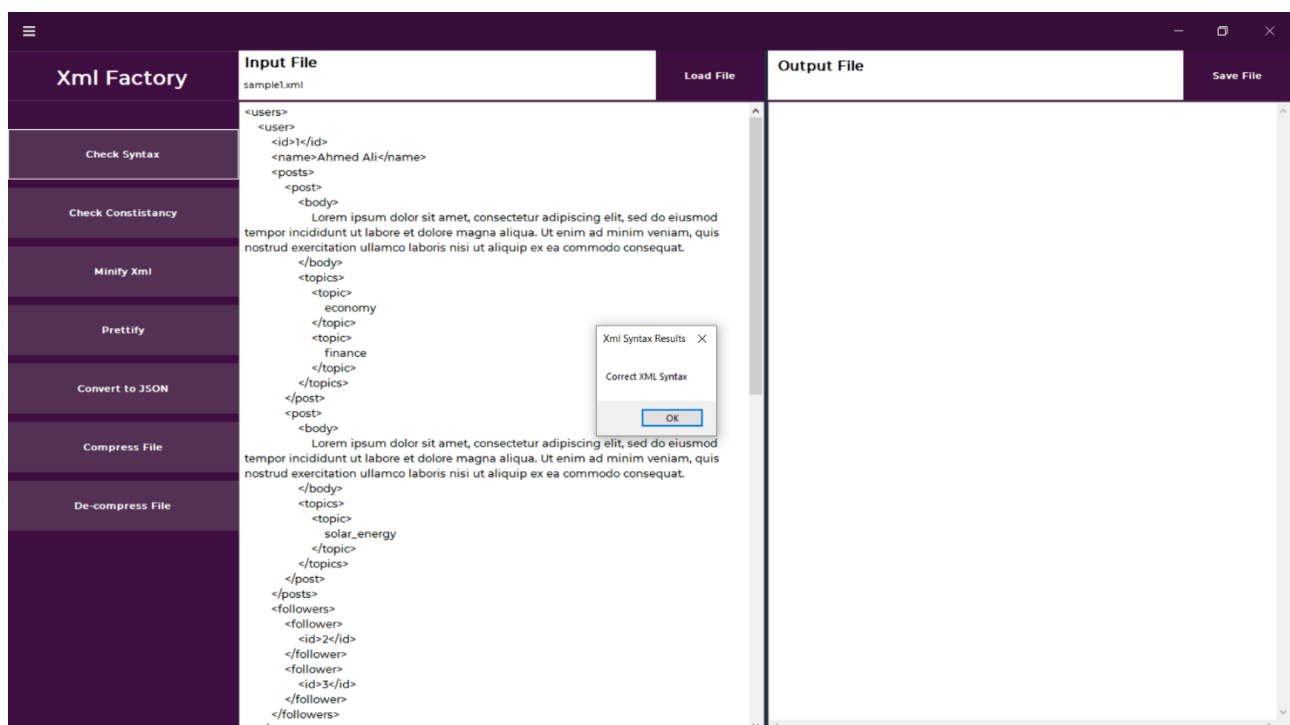 Xml Factory
Check Syntax
Check Constistancy
Minify Xml
Prettify
Convert to JSON
Compress File
De-compress File
Input File
sample1.xml
Load File
<users>
<user>
<id>1</id>
<name>Ahmed Ali</name>
<posts>
<post>
<body>
Lorem ipsum dolor sit amet, consectetur adipiscing elit, sed do eiusmod
tempor incididunt ut labore et dolore magna aliqua. Ut enim ad minim veniam, quis
nostrud exercitation ullamco laboris nisi ut aliquip ex ea commodo consequat.
</body>
<topics>
<topic>
economy
</topic>
<topic>
finance
</topic>
</topics>
</post>
<post>
<body>
Lorem ipsum dolor sit amet, consectetur adipiscing elit, sed do eiusmod
tempor incididunt ut labore et dolore magna aliqua. Ut enim ad minim veniam, quis
nostrud exercitation ullamco laboris nisi ut aliquip ex ea commodo consequat.
</body>
<topics>
<topic>
solar_energy
</topic>
</topics>
</post>
</posts>
<followers>
<follower>
<id>2</id>
</follower>
<follower>
<id>3</id>
</follower>
</followers>
Xml Syntax Results
Correct XML Syntax
OK
Output File
Save File